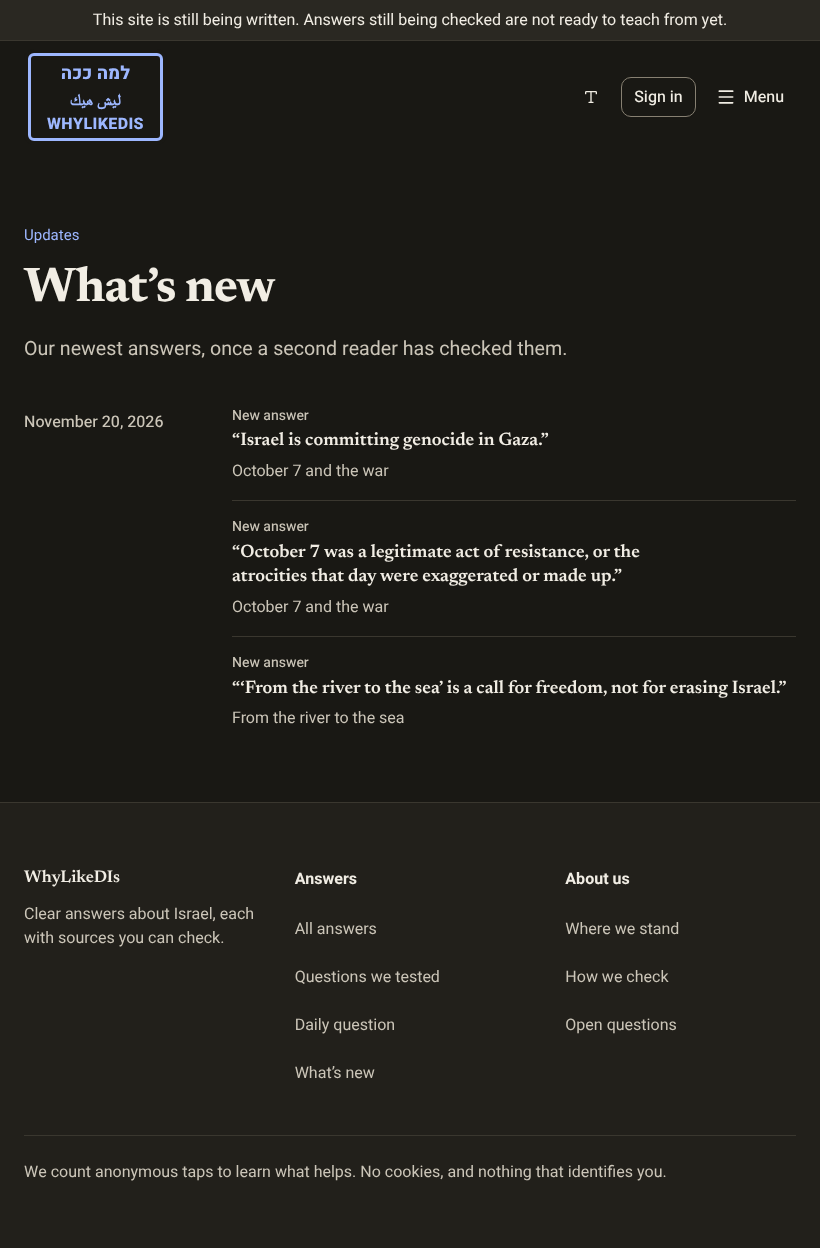 This site is still being written. Answers still being checked are not ready to teach from yet.
למה ככה
ليش هيك
WHYLIKEDIS
T
Sign in
Menu
Updates
What’s new
Our newest answers, once a second reader has checked them.
November 20, 2026
New answer
“Israel is committing genocide in Gaza.”
October 7 and the war
New answer
“October 7 was a legitimate act of resistance, or the
atrocities that day were exaggerated or made up.”
October 7 and the war
New answer
“‘From the river to the sea’ is a call for freedom, not for erasing Israel.”
From the river to the sea
WhyLikeDIs
Clear answers about Israel, each
with sources you can check.
Answers
All answers
Questions we tested
Daily question
What’s new
About us
Where we stand
How we check
Open questions
We count anonymous taps to learn what helps. No cookies, and nothing that identifies you.